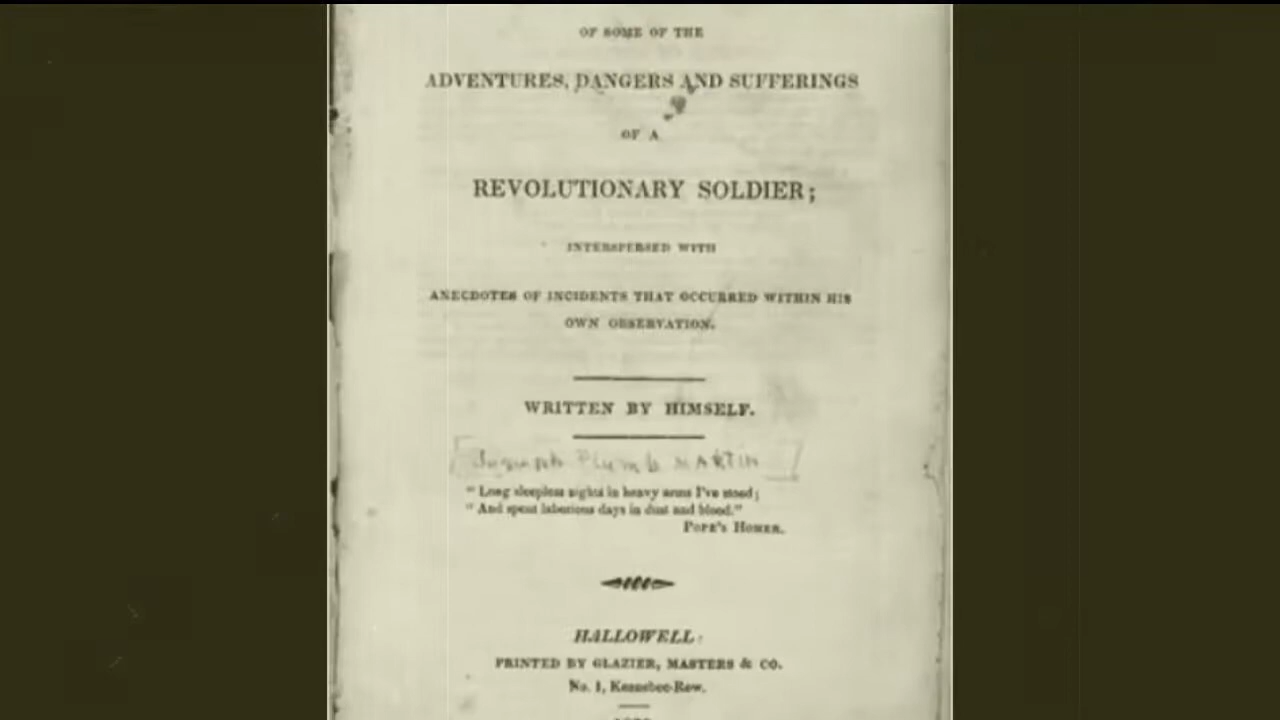 OF SOME OF THE
ADVENTURES, DANGERS AND SUFFERINGS
OF A
REVOLUTIONARY SOLDIER;
INTERSPERSED WITH
ANECDOTES OF INCIDENTS THAT OCCURRED WITHIN HIS
OWN OBSERVATION.
WRITTEN BY HIMSELF.
[Joseph Plumb MARTIN]
" Long sleepless nights in heavy arms I've stood;
" And spent laborious days in dust and blood."
POPE'S HOMER.
HALLOWELL:
PRINTED BY GLAZIER, MASTERS & CO.
No. 1, Kennebec-Row.